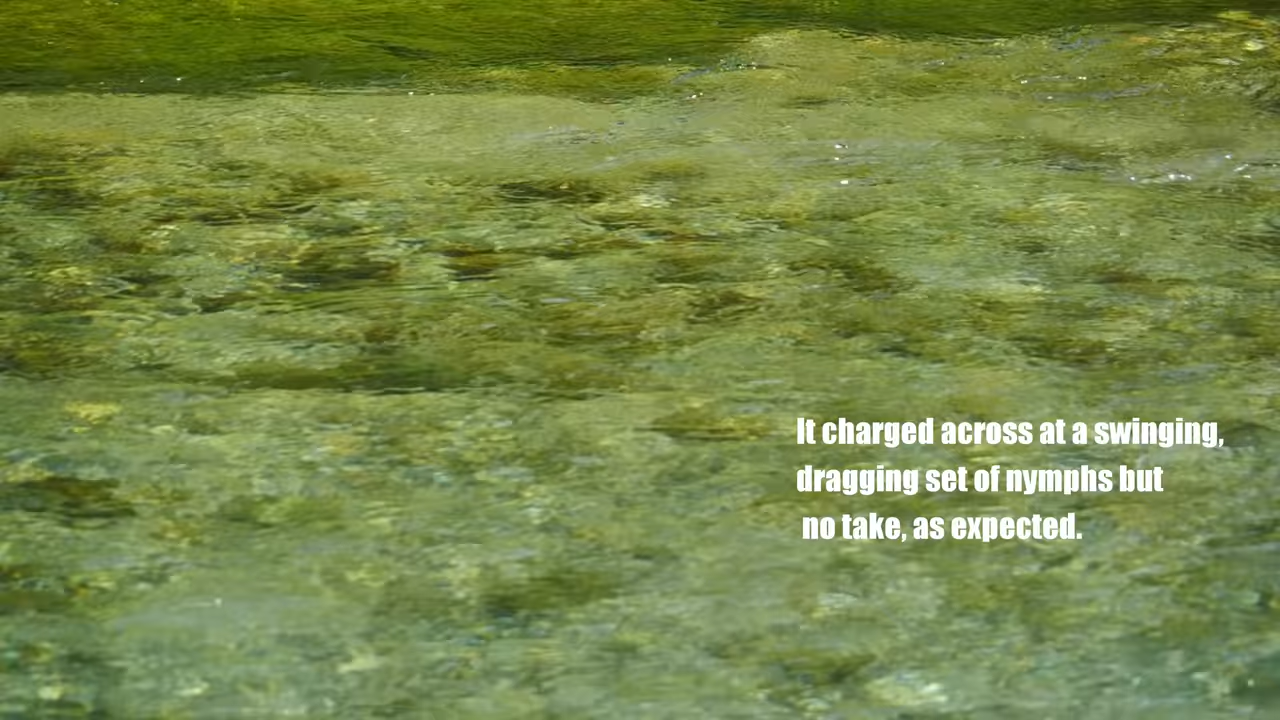 It charged across at a swinging,
dragging set of nymphs but
no take, as expected.